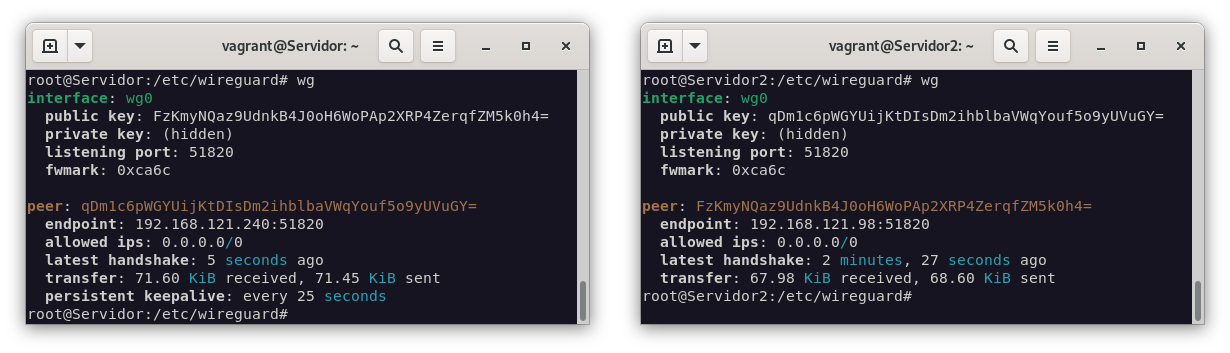 vagrant@Servidor: ~
root@Servidor:/etc/wireguard# wg
interface: wg0
public key: FzKmyNQaz9UdnkB4J0oH6WoPAp2XRP4ZerqfZM5k0h4=
private key: (hidden)
listening port: 51820
fwmark: 0xca6c
peer: qDm1c6pWGYUijKtDIsDm2ihblbaVWqYouf5o9yUVuGY=
endpoint: 192.168.121.240:51820
allowed ips: 0.0.0.0/0
latest handshake: 5 seconds ago
transfer: 71.60 KiB received, 71.45 KiB sent
persistent keepalive: every 25 seconds
root@Servidor:/etc/wireguard#
vagrant@Servidor2: ~
root@Servidor2:/etc/wireguard# wg
interface: wg0
public key: qDm1c6pWGYUijKtDIsDm2ihblbaVWqYouf5o9yUVuGY=
private key: (hidden)
listening port: 51820
fwmark: 0xca6c
peer: FzKmyNQaz9UdnkB4J0oH6WoPAp2XRP4ZerqfZM5k0h4=
endpoint: 192.168.121.98:51820
allowed ips: 0.0.0.0/0
latest handshake: 2 minutes, 27 seconds ago
transfer: 67.98 KiB received, 68.60 KiB sent
root@Servidor2:/etc/wireguard#